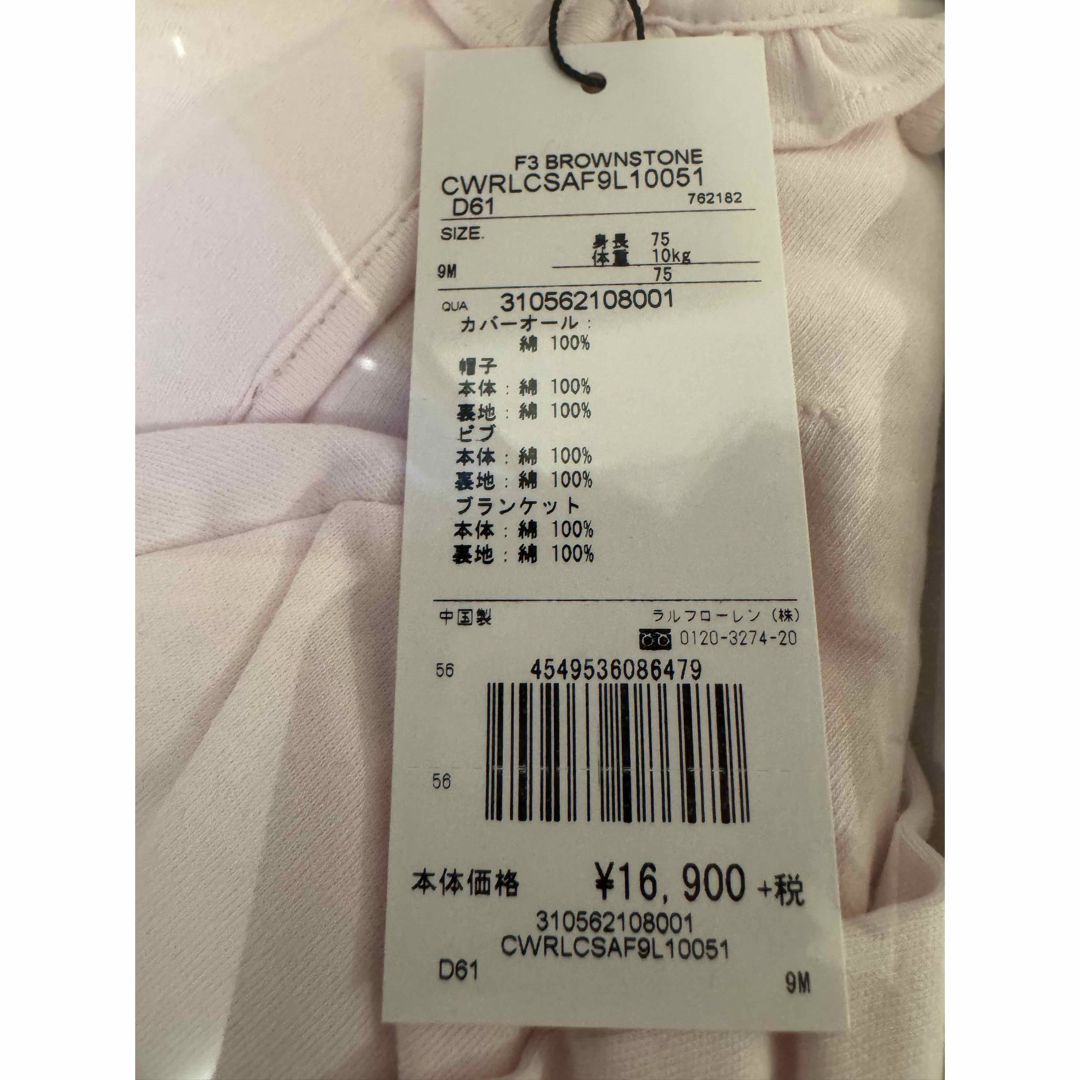 F3 BROWNSTONE
CWRLCSAF9L10051
D61 762182
SIZE.
身長 75
体重 10kg
9M 75
QUA 310562108001
カバーオール:
綿 100%
帽子
本体:綿 100%
裏地:綿 100%
ビブ
本体:綿 100%
裏地:綿 100%
ブランケット
本体:綿 100%
裏地:綿 100%
中国製 ラルフローレン(株)
0120-3274-20
56 4549536086479
56
本体価格 ¥16,900 +税
310562108001
CWRLCSAF9L10051
D61 9M